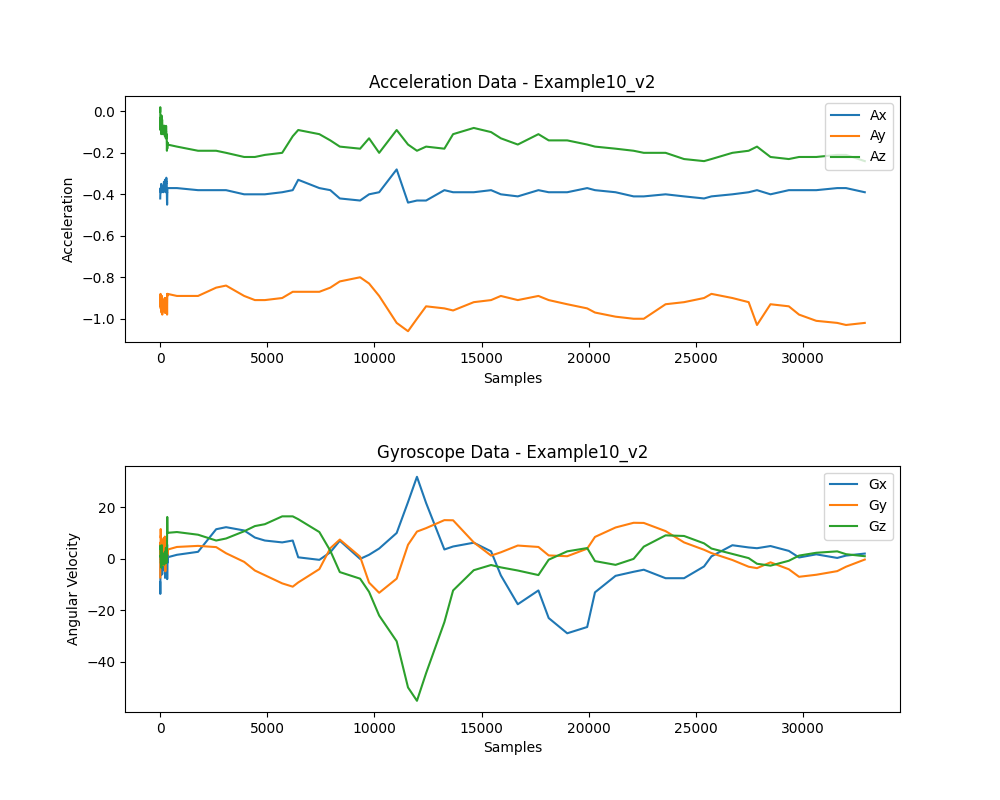 Acceleration Data - Example10_v2
Acceleration
0.0
−0.2
−0.4
−0.6
−0.8
−1.0
Ax
Ay
Az
0 5000 10000 15000 20000 25000 30000
Samples
Gyroscope Data - Example10_v2
Angular Velocity
20
0
−20
−40
Gx
Gy
Gz
0 5000 10000 15000 20000 25000 30000
Samples